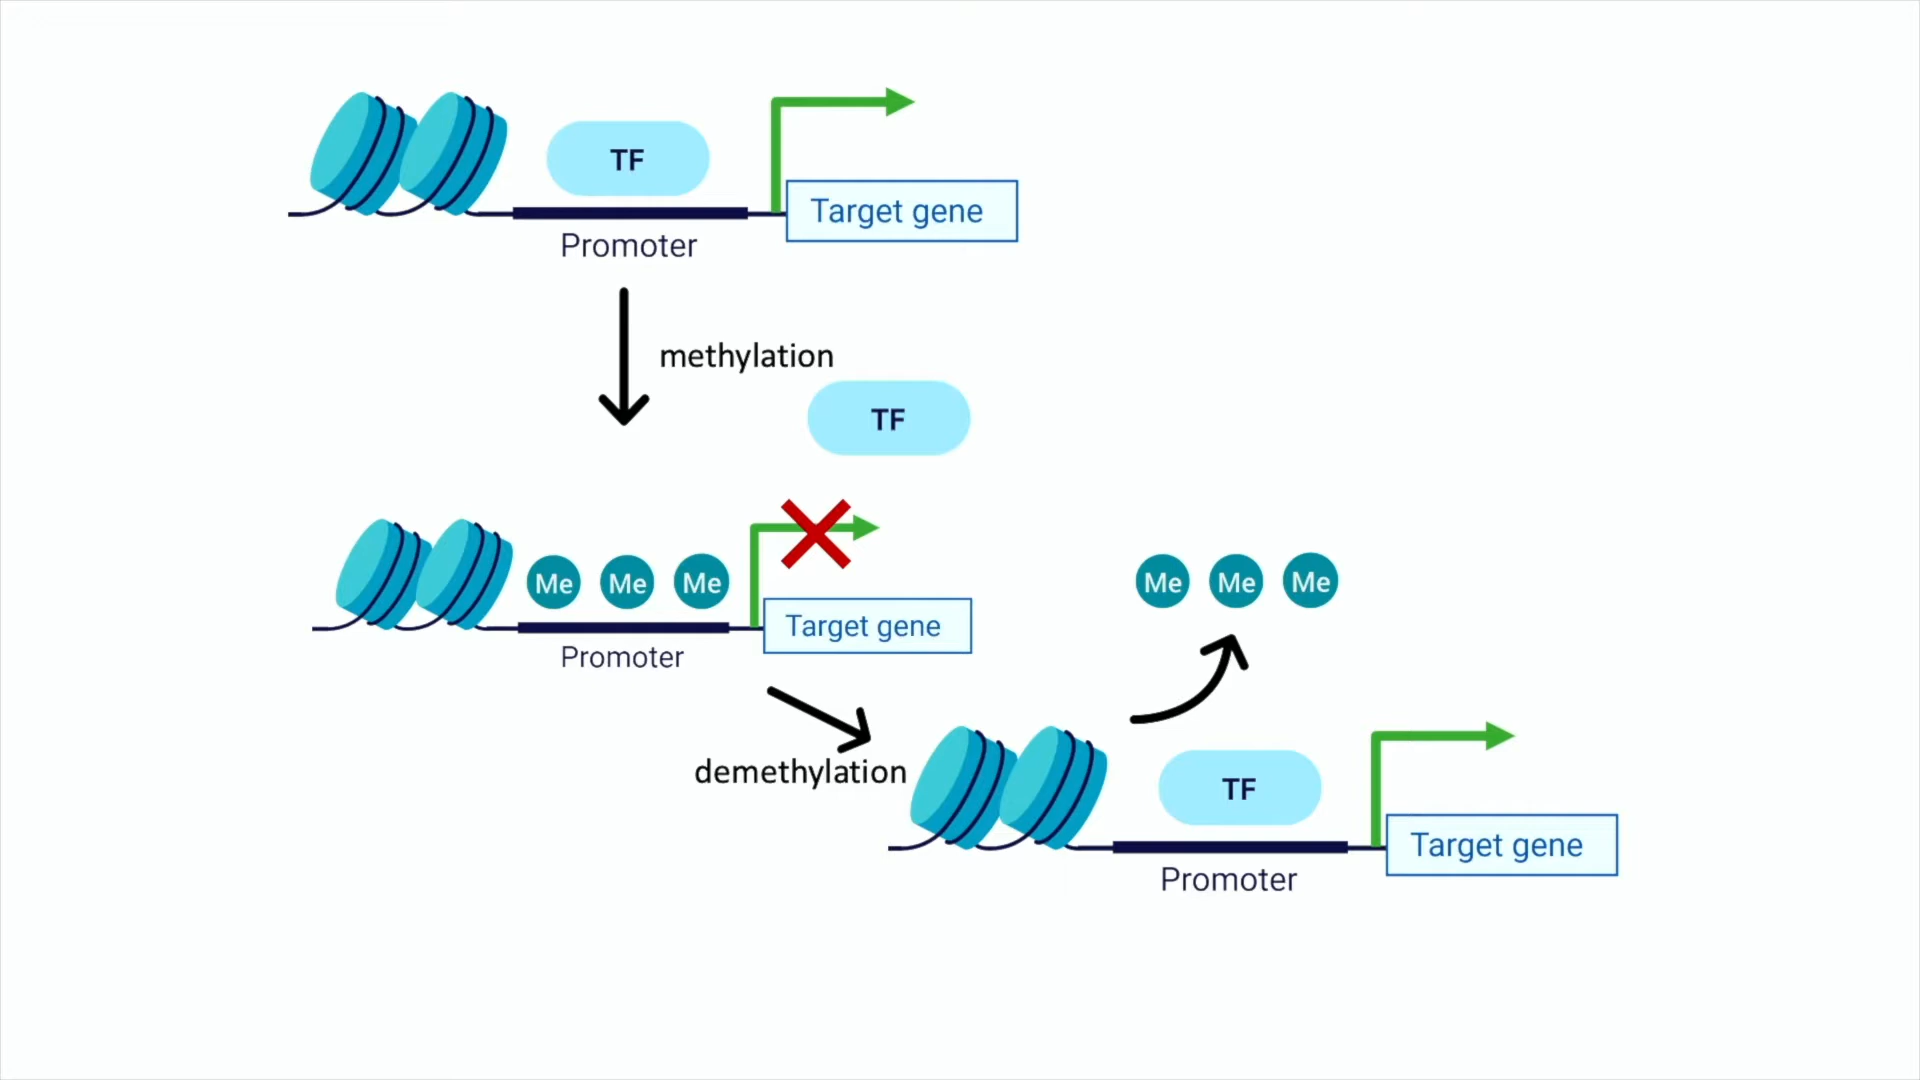 TF
Target gene
Promoter
methylation
TF
Me Me Me
Target gene
Promoter
Me Me Me
demethylation
TF
Target gene
Promoter